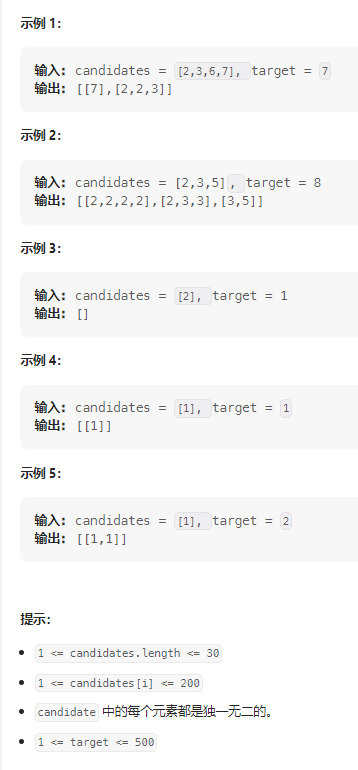 示例 1：
输入：candidates = [2,3,6,7], target = 7
输出：[[7],[2,2,3]]
示例 2：
输入：candidates = [2,3,5], target = 8
输出：[[2,2,2,2],[2,3,3],[3,5]]
示例 3：
输入：candidates = [2], target = 1
输出：[]
示例 4：
输入：candidates = [1], target = 1
输出：[[1]]
示例 5：
输入：candidates = [1], target = 2
输出：[[1,1]]
提示：
1 <= candidates.length <= 30
1 <= candidates[i] <= 200
candidate 中的每个元素都是独一无二的。
1 <= target <= 500